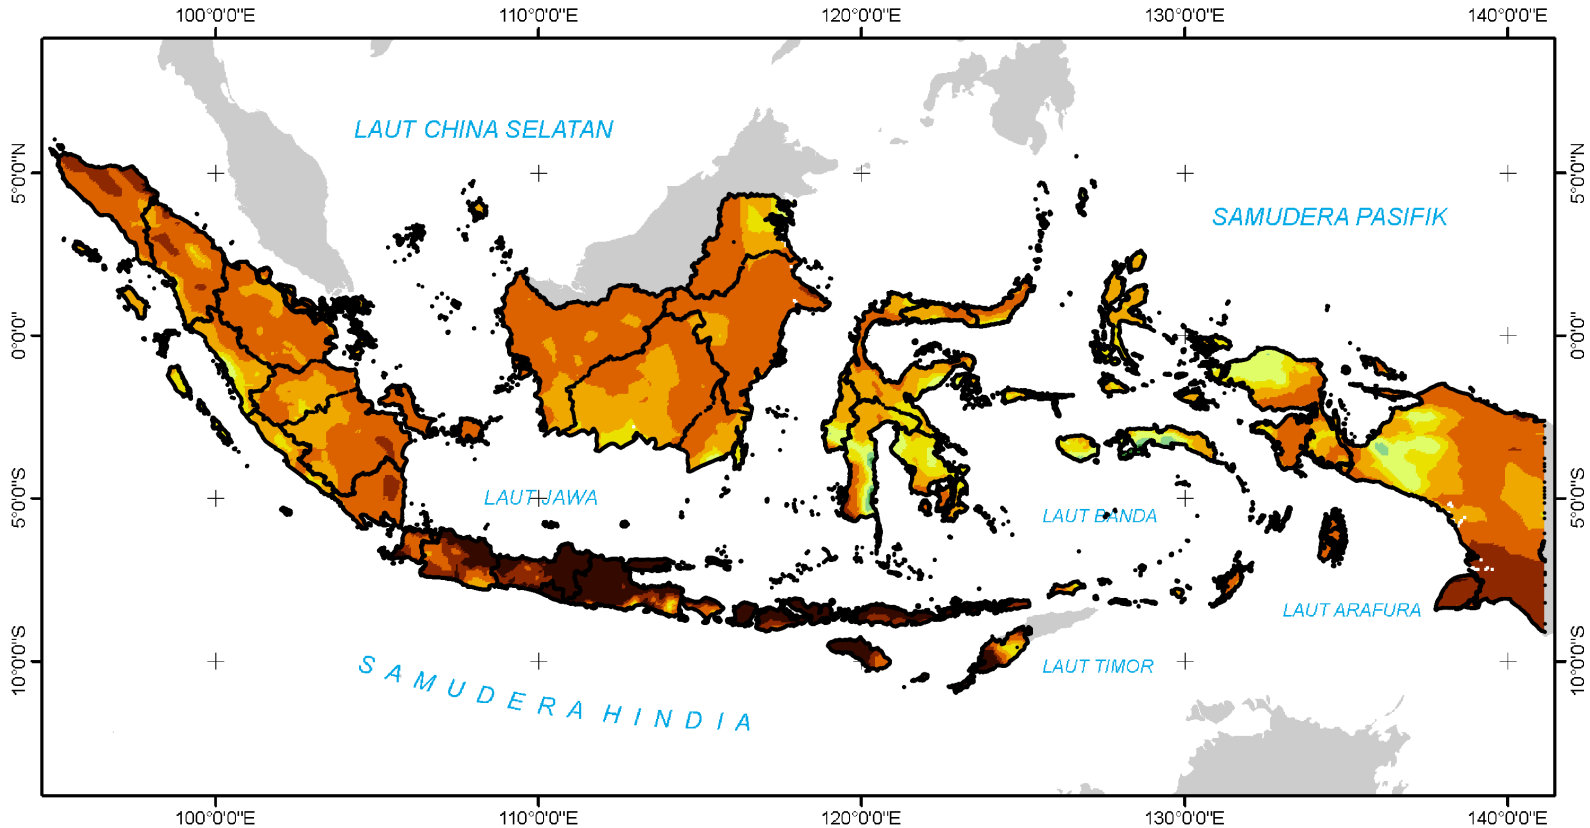 100°0'0"E 110°0'0"E 120°0'0"E 130°0'0"E 140°0'0"E
LAUT CHINA SELATAN
5°0'0"N 5°0'0"N
SAMUDERA PASIFIK
0°0'0" 0°0'0"
LAUT JAWA
5°0'0"S 5°0'0"S
LAUT BANDA
LAUT ARAFURA
10°0'0"S 10°0'0"S
LAUT TIMOR
SAMUDERA HINDIA
100°0'0"E 110°0'0"E 120°0'0"E 130°0'0"E 140°0'0"E